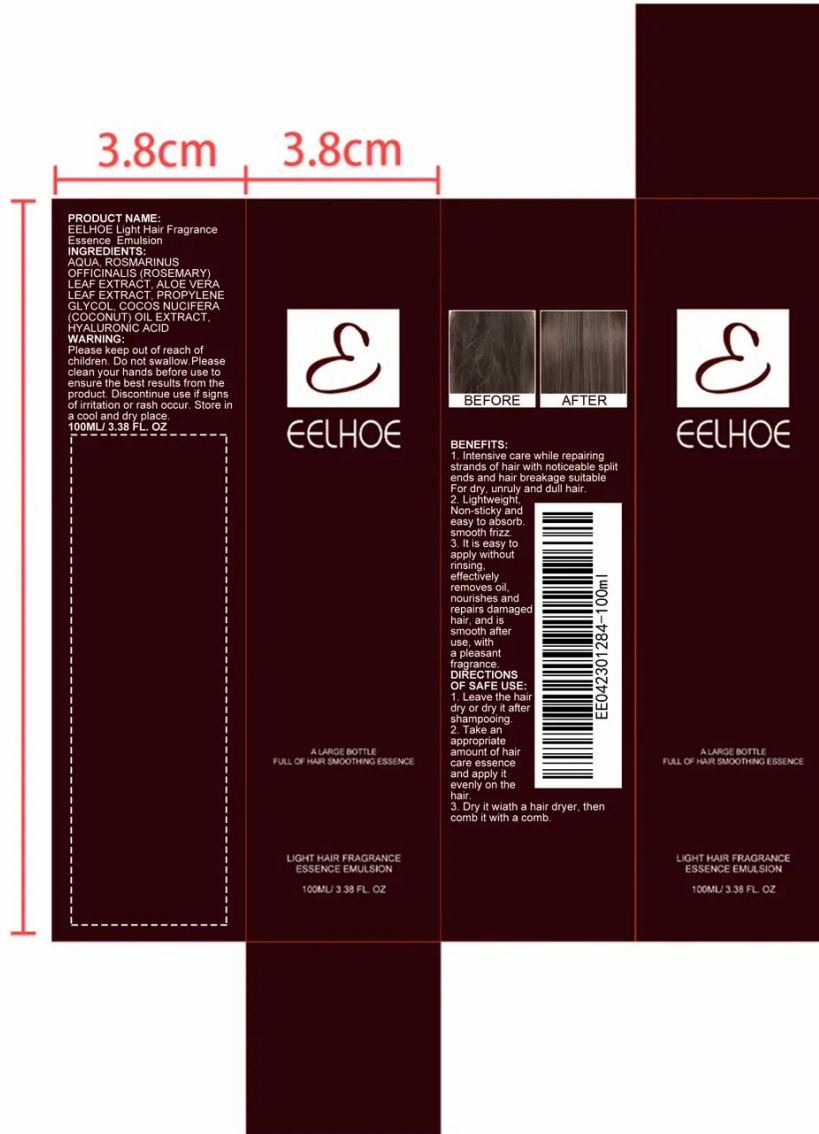 3.8cm
3.8cm
PRODUCT NAME:
EELHOE Light Hair Fragrance
Essence Emulsion
INGREDIENTS:
AQUA, ROSMARINUS
OFFICINALIS (ROSEMARY)
LEAF EXTRACT, ALOE VERA
LEAF EXTRACT, PROPYLENE
GLYCOL, COCOS NUCIFERA
(COCONUT) OIL EXTRACT,
HYALURONIC ACID
WARNING:
Please keep out of reach of
children. Do not swallow.Please
clean your hands before use to
ensure the best results from the
product. Discontinue use if signs
of irritation or rash occur. Store in
a cool and dry place.
100ML/ 3.38 FL. OZ
EELHOE
A LARGE BOTTLE
FULL OF HAIR SMOOTHING ESSENCE
LIGHT HAIR FRAGRANCE
ESSENCE EMULSION
100ML/ 3.38 FL. OZ
BEFORE
AFTER
BENEFITS:
1. Intensive care while repairing
strands of hair with noticeable split
ends and hair breakage suitable
For dry, unruly and dull hair.
2. Lightweight,
Non-sticky and
easy to absorb.
smooth frizz.
3. It is easy to
apply without
rinsing,
effectively
removes oil,
nourishes and
repairs damaged
hair, and is
smooth after
use, with
a pleasant
fragrance.
DIRECTIONS
OF SAFE USE:
1. Leave the hair
dry or dry it after
shampooing.
2. Take an
appropriate
amount of hair
care essence
and apply it
evenly on the
hair.
3. Dry it wiath a hair dryer, then
comb it with a comb.
EE042301284-100ml
EELHOE
A LARGE BOTTLE
FULL OF HAIR SMOOTHING ESSENCE
LIGHT HAIR FRAGRANCE
ESSENCE EMULSION
100ML/ 3.38 FL. OZ